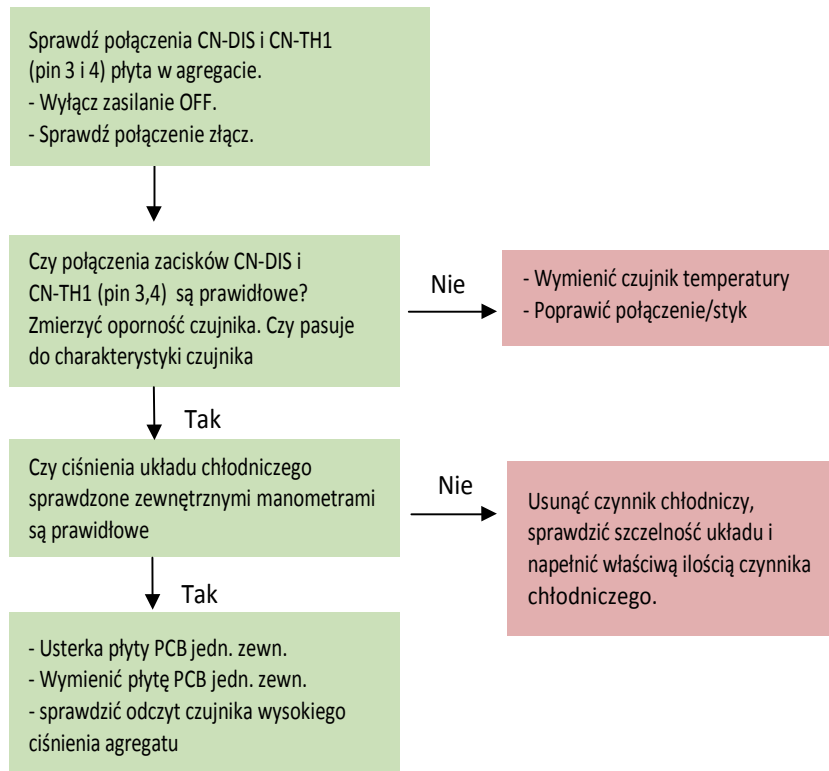 Sprawdź połączenia CN-DIS i CN-TH1
(pin 3 i 4) płyta w agregacie.
- Wyłącz zasilanie OFF.
- Sprawdź połączenie złącz.
Czy połączenia zacisków CN-DIS i
CN-TH1 (pin 3,4) są prawidłowe?
Zmierzyć oporność czujnika. Czy pasuje
do charakterystyki czujnika
Nie
- Wymienić czujnik temperatury
- Poprawić połączenie/styk
Tak
Czy ciśnienia układu chłodniczego
sprawdzone zewnętrznymi manometrami
są prawidłowe
Nie
Usunąć czynnik chłodniczy,
sprawdzić szczelność układu i
napełnić właściwą ilością czynnika
chłodniczego.
Tak
- Usterka płyty PCB jedn. zewn.
- Wymienić płytę PCB jedn. zewn.
- sprawdzić odczyt czujnika wysokiego
ciśnienia agregatu